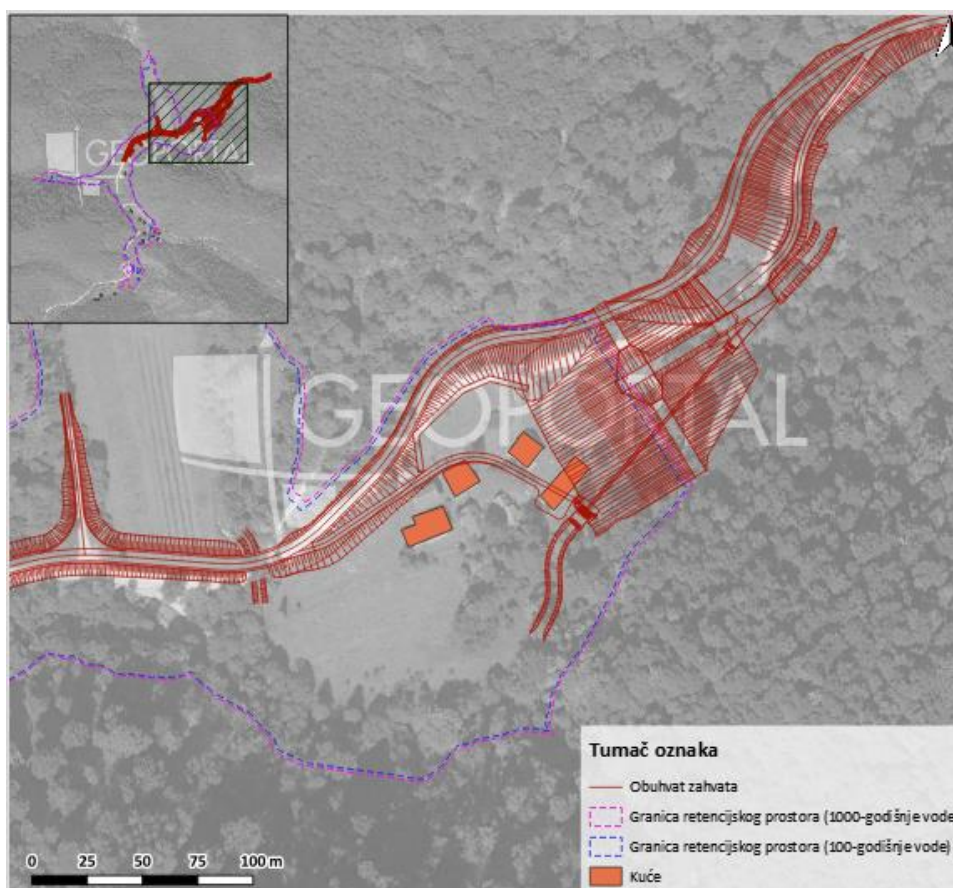 GEOPORTAL
GEOPORTAL
Tumač oznaka
Obuhvat zahvata
Granica retencijskog prostora (1000-godišnje vode
Granica retencijskog prostora (100-godišnje vode)
Kuće
0 25 50 75 100 m